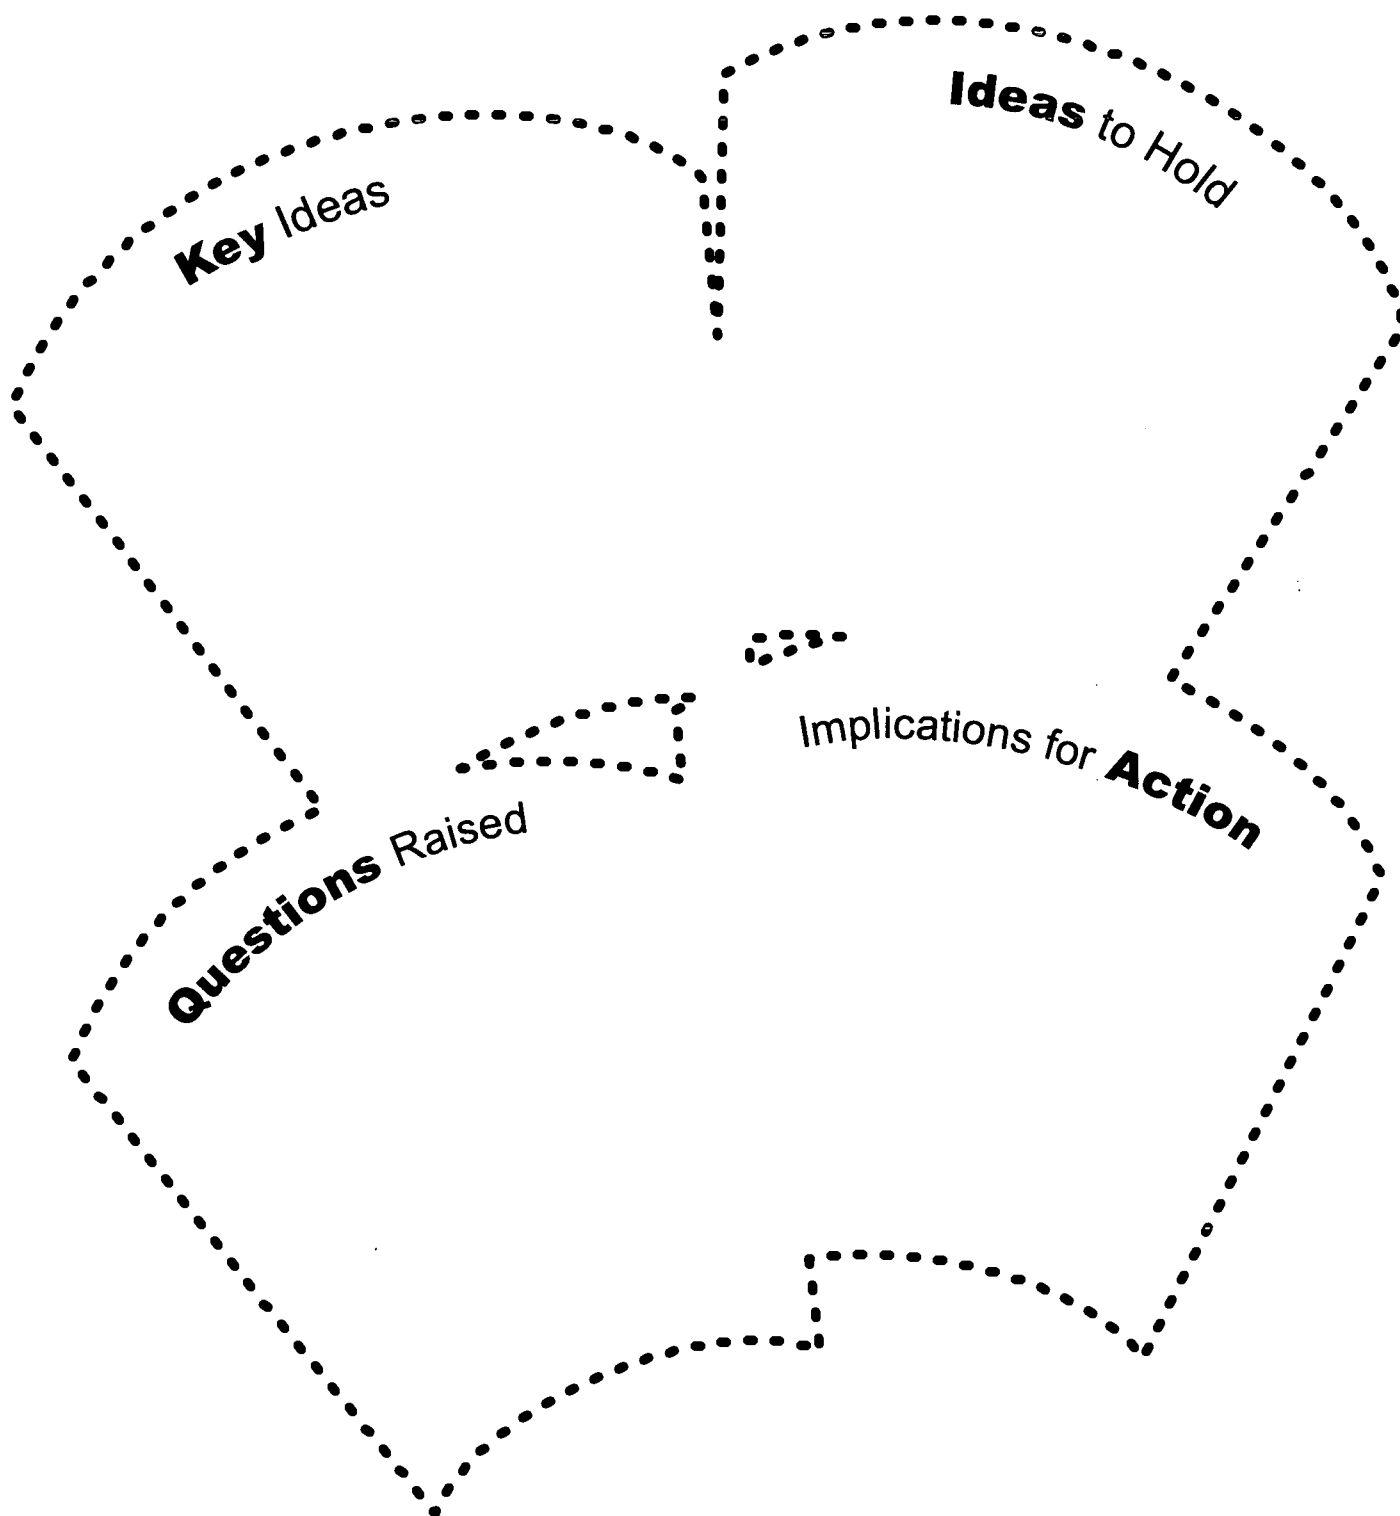 Key Ideas
Ideas to Hold
Questions Raised
Implications for Action